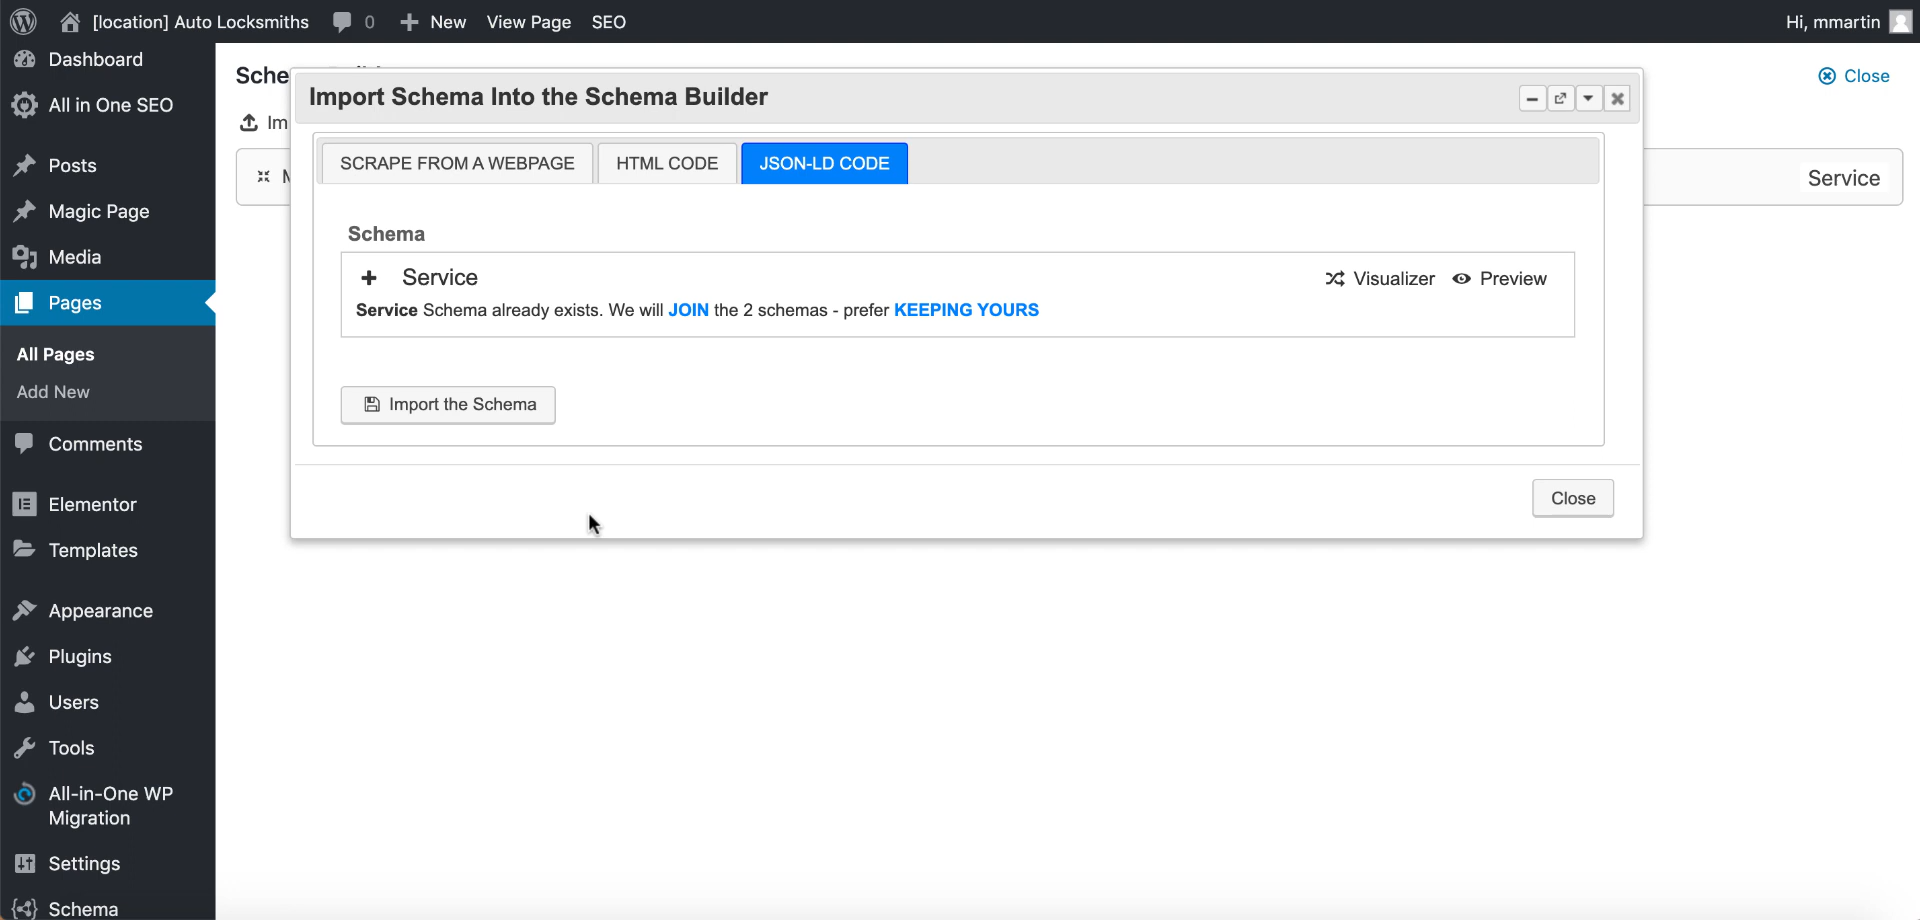 [location] Auto Locksmiths 0 New View Page SEO Hi, mmartin
Dashboard
All in One SEO
Posts
Magic Page
Media
Pages
All Pages
Add New
Comments
Elementor
Templates
Appearance
Plugins
Users
Tools
All-in-One WP
Migration
Settings
Schema
Sche
Close
Im
Service
Import Schema Into the Schema Builder
SCRAPE FROM A WEBPAGE HTML CODE JSON-LD CODE
Schema
Service Visualizer Preview
Service Schema already exists. We will JOIN the 2 schemas - prefer KEEPING YOURS
Import the Schema
Close